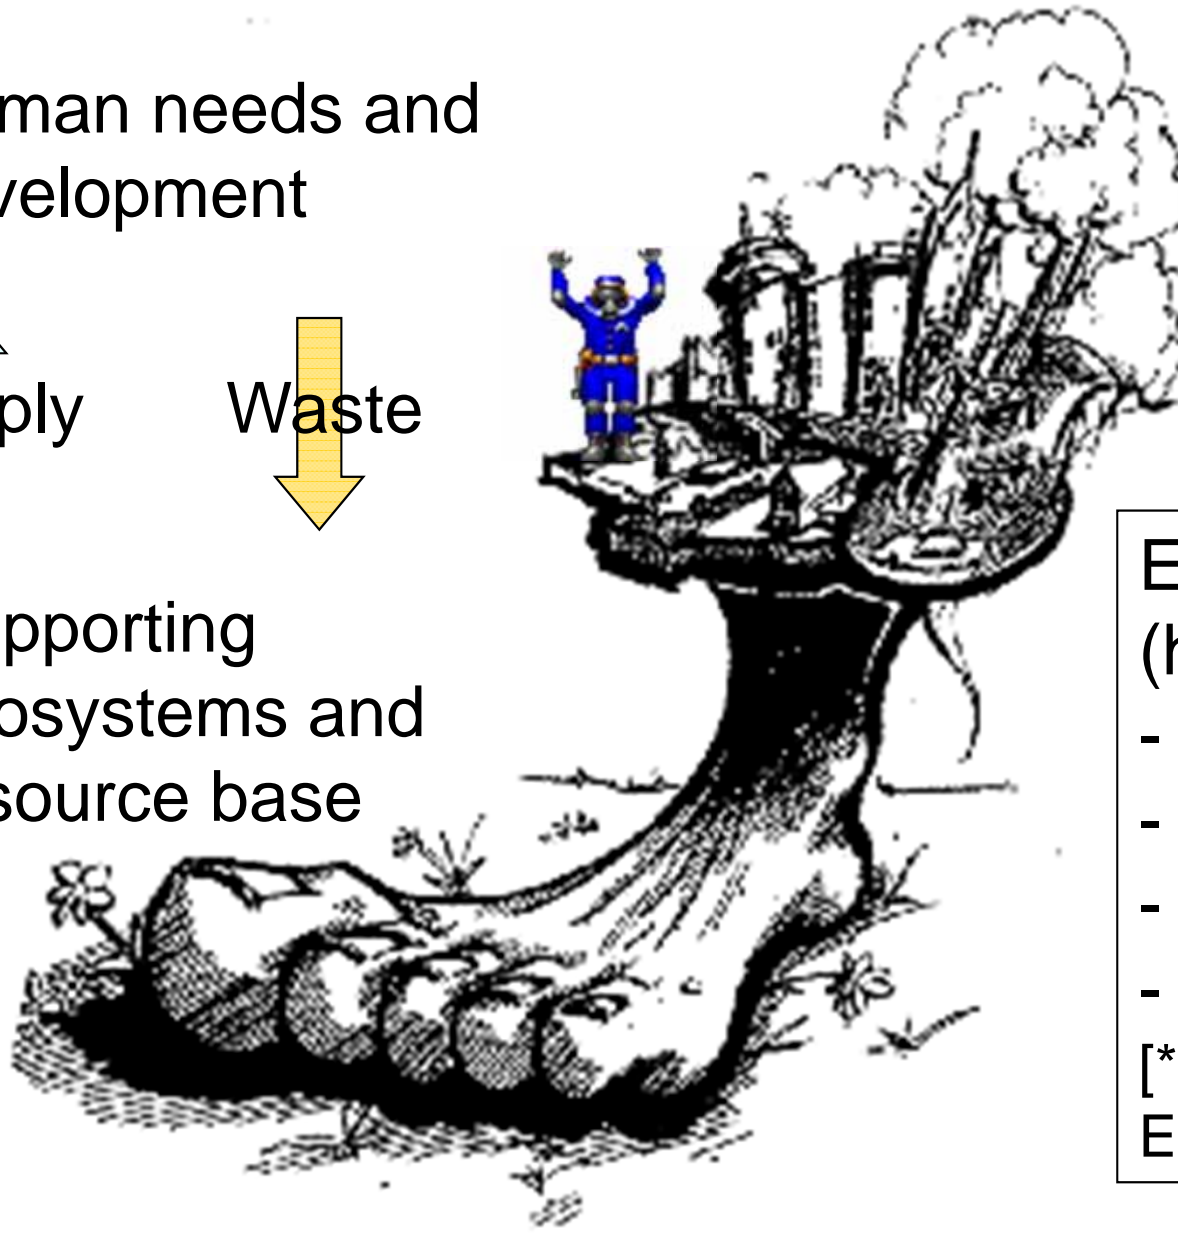 man needs and
velopment
ply
Waste
pporting
osystems and
source base
E
(h
-
-
-
-
[*
E